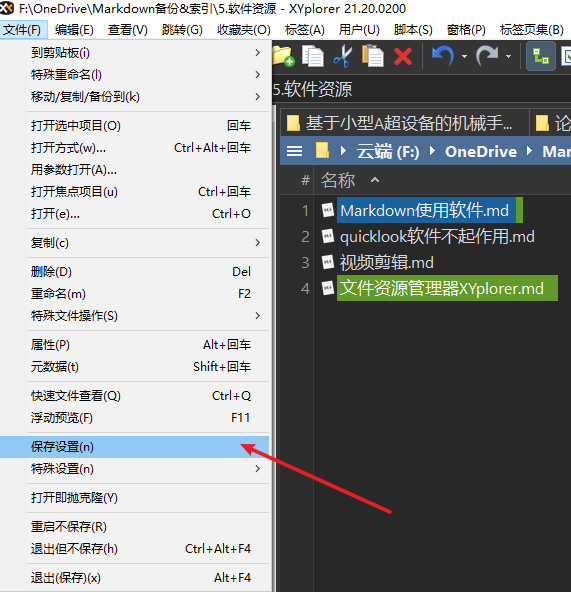 F:\OneDrive\Markdown备份&索引\5.软件资源 - XYplorer 21.20.0200
文件(F) 编辑(E) 查看(V) 转到(G) 收藏夹(O) 标签(A) 用户(U) 脚本(S) 窗格(P) 标签页集(B)
到剪贴板(i)
特殊重命名(l)
移动/复制/备份到(k)
打开选中项目(O) 回车
打开方式(w)... Ctrl+Alt+回车
用参数打开(A)...
打开焦点项目(u) Ctrl+回车
打开(e)... Ctrl+O
复制(c)
删除(D) Del
重命名(m) F2
特殊文件操作(S)
属性(P) Alt+回车
元数据(t) Shift+回车
快速文件查看(Q) Ctrl+Q
浮动预览(F) F11
保存设置(n)
特殊设置(n)
打开即抛克隆(Y)
重启不保存(R)
退出但不保存(h) Ctrl+Alt+F4
退出(保存)(x) Alt+F4
5.软件资源
基于小型A超设备的机械手... 论
云端 (F:) OneDrive Mar
# 名称
1 Markdown使用软件.md
2 quicklook软件不起作用.md
3 视频剪辑.md
4 文件资源管理器XYplorer.md